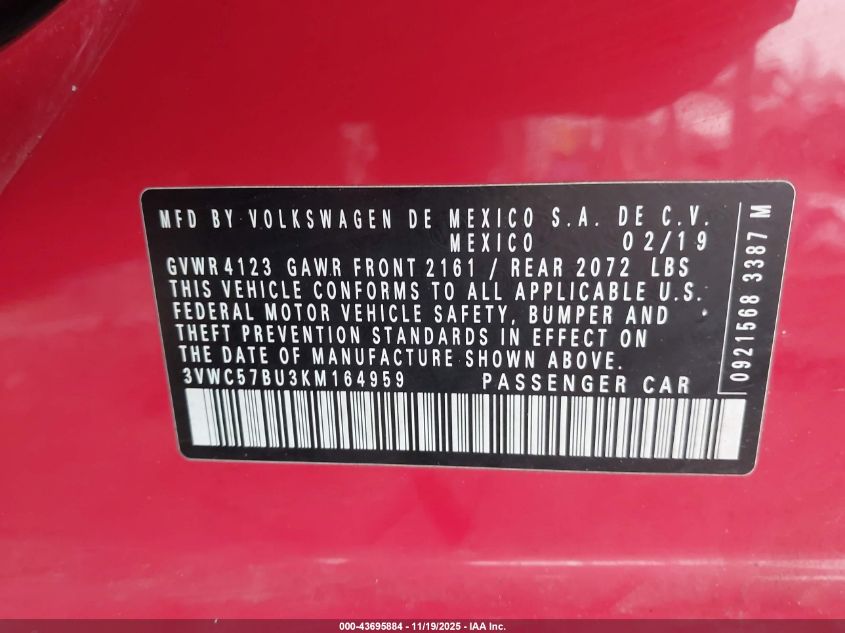 MFD BY VOLKSWAGEN DE MEXICO S.A. DE C.V.
MEXICO 02/19
GVWR 4123 GAWR FRONT 2161 / REAR 2072 LBS
THIS VEHICLE CONFORMS TO ALL APPLICABLE U.S.
FEDERAL MOTOR VEHICLE SAFETY, BUMPER AND
THEFT PREVENTION STANDARDS IN EFFECT ON
THE DATE OF MANUFACTURE SHOWN ABOVE.
3VWC57BU3KM164959 PASSENGER CAR
0921568 3387 M
000-43695884 - 11/19/2025 - IAA Inc.